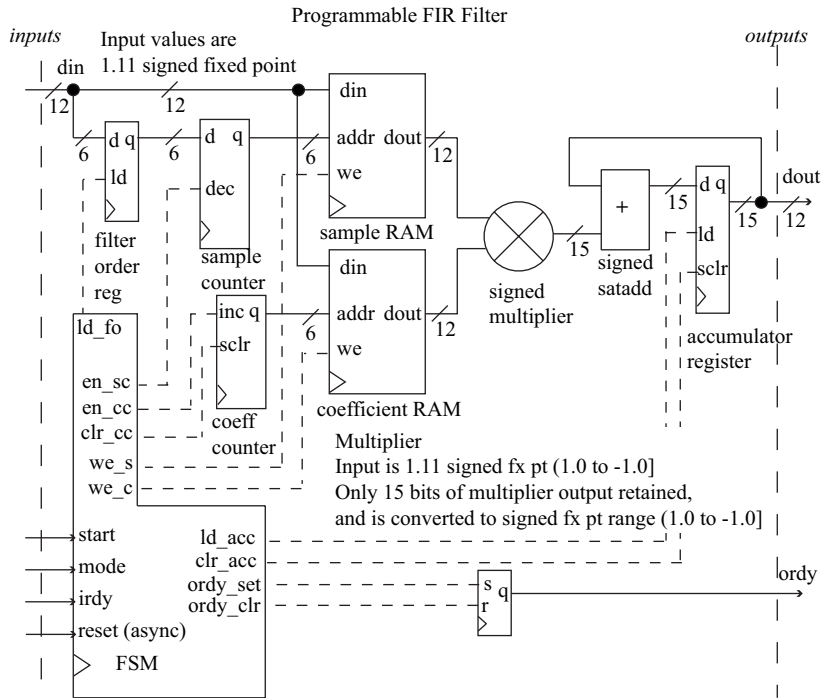 Programmable FIR Filter
inputs
Input values are
1.11 signed fixed point
outputs
din
12
12
din
addr dout
we
sample RAM
6
d q
ld
filter
order
reg
6
d q
dec
sample
counter
6
12
din
addr dout
we
coefficient RAM
inc q
sclr
coeff
counter
6
12
signed
multiplier
15
+
signed
satadd
15
d q
ld
sclr
accumulator
register
15
dout
12
ld_fo
en_sc
en_cc
clr_cc
we_s
we_c
Multiplier
Input is 1.11 signed fx pt (1.0 to -1.0]
Only 15 bits of multiplier output retained,
and is converted to signed fx pt range (1.0 to -1.0]
start
mode
irdy
reset (async)
FSM
ld_acc
clr_acc
ordy_set
ordy_clr
s q
r
ordy